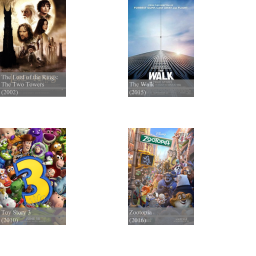 The Lord of the Rings:
The Two Towers
(2002)
THE
WALK
The Walk
(2015)
3
Toy Story 3
(2010)
ZOOTOPIA
Zootopia
(2016)